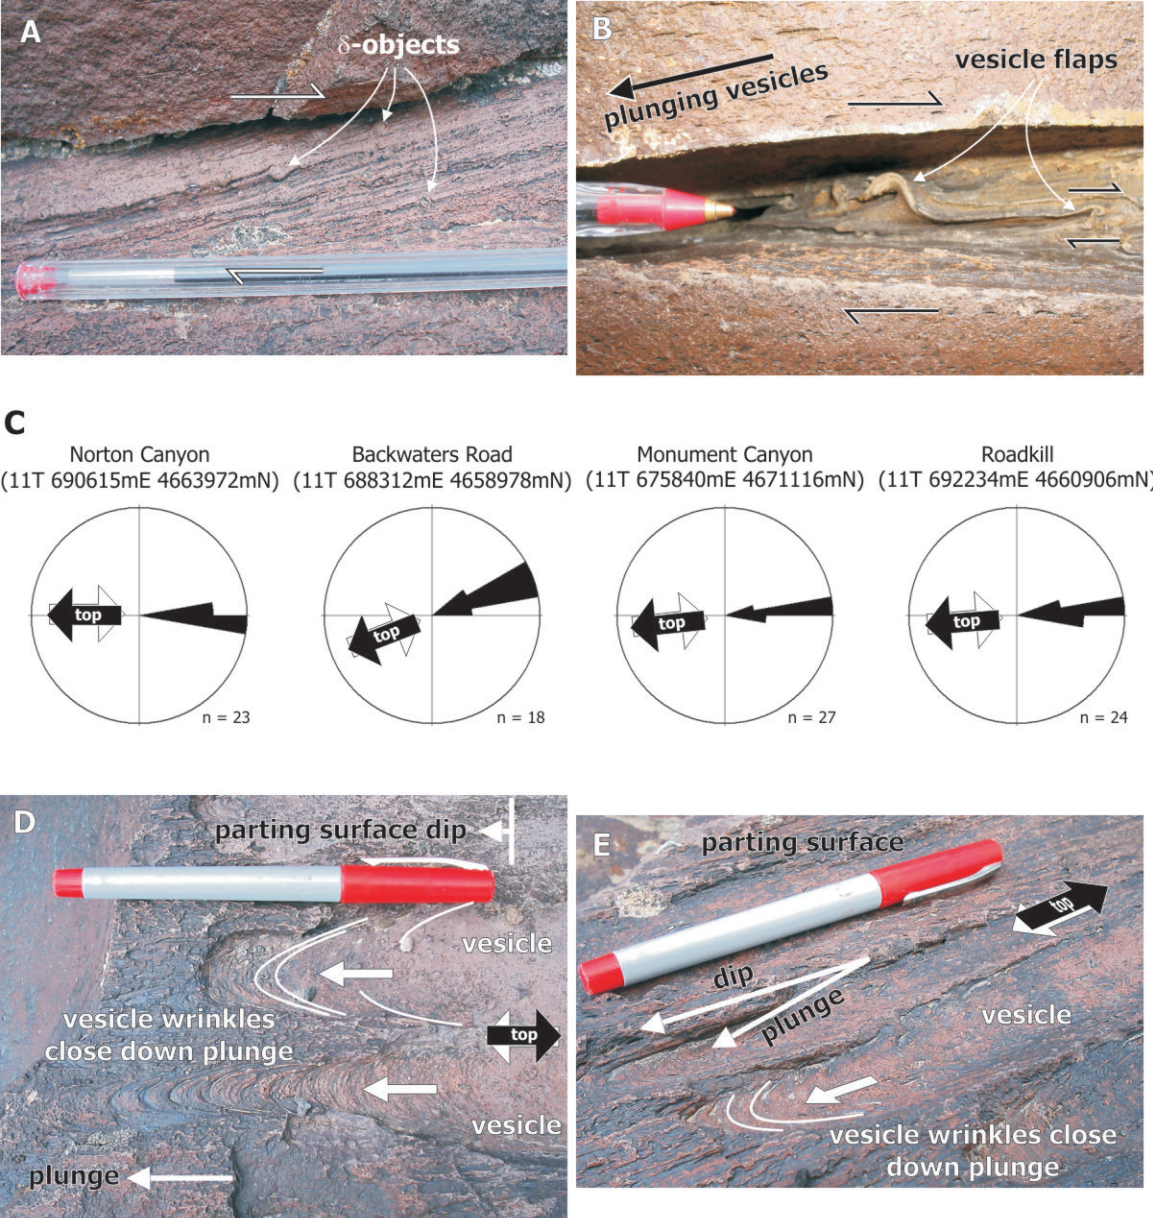 A
δ-objects
B
plunging vesicles
vesicle flaps
C
Norton Canyon
(11T 690615mE 4663972mN)
top
n = 23
Backwaters Road
(11T 688312mE 4658978mN)
top
n = 18
Monument Canyon
(11T 675840mE 4671116mN)
top
n = 27
Roadkill
(11T 692234mE 4660906mN)
top
n = 24
D
parting surface dip
vesicle
vesicle wrinkles
close down plunge
top
vesicle
plunge
E
parting surface
top
dip
plunge
vesicle
vesicle wrinkles close
down plunge